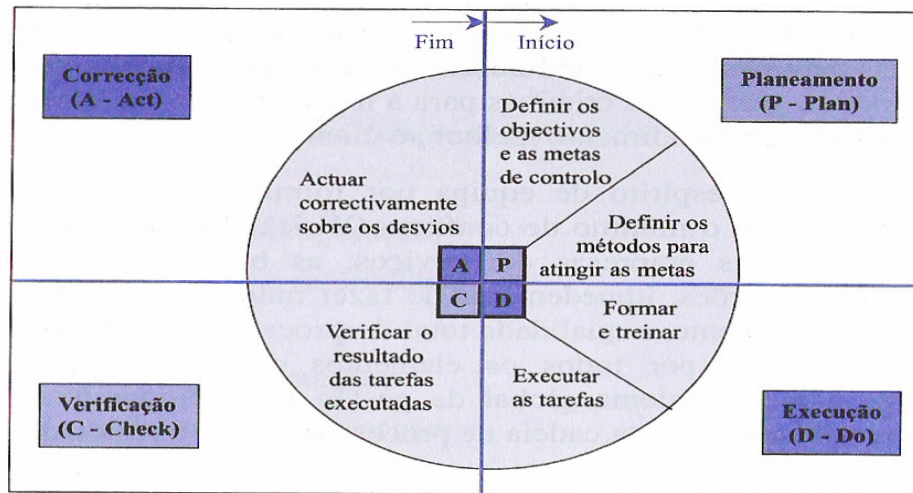 Fim
Início
Correcção
(A - Act)
Planeamento
(P - Plan)
Definir os
objectivos
e as metas
de controlo
Actuar
correctivamente
sobre os desvios
Definir os
métodos para
atingir as metas
A
P
C
D
Formar
e treinar
Verificar o
resultado
das tarefas
executadas
Executar
as tarefas
Verificação
(C - Check)
Execução
(D - Do)